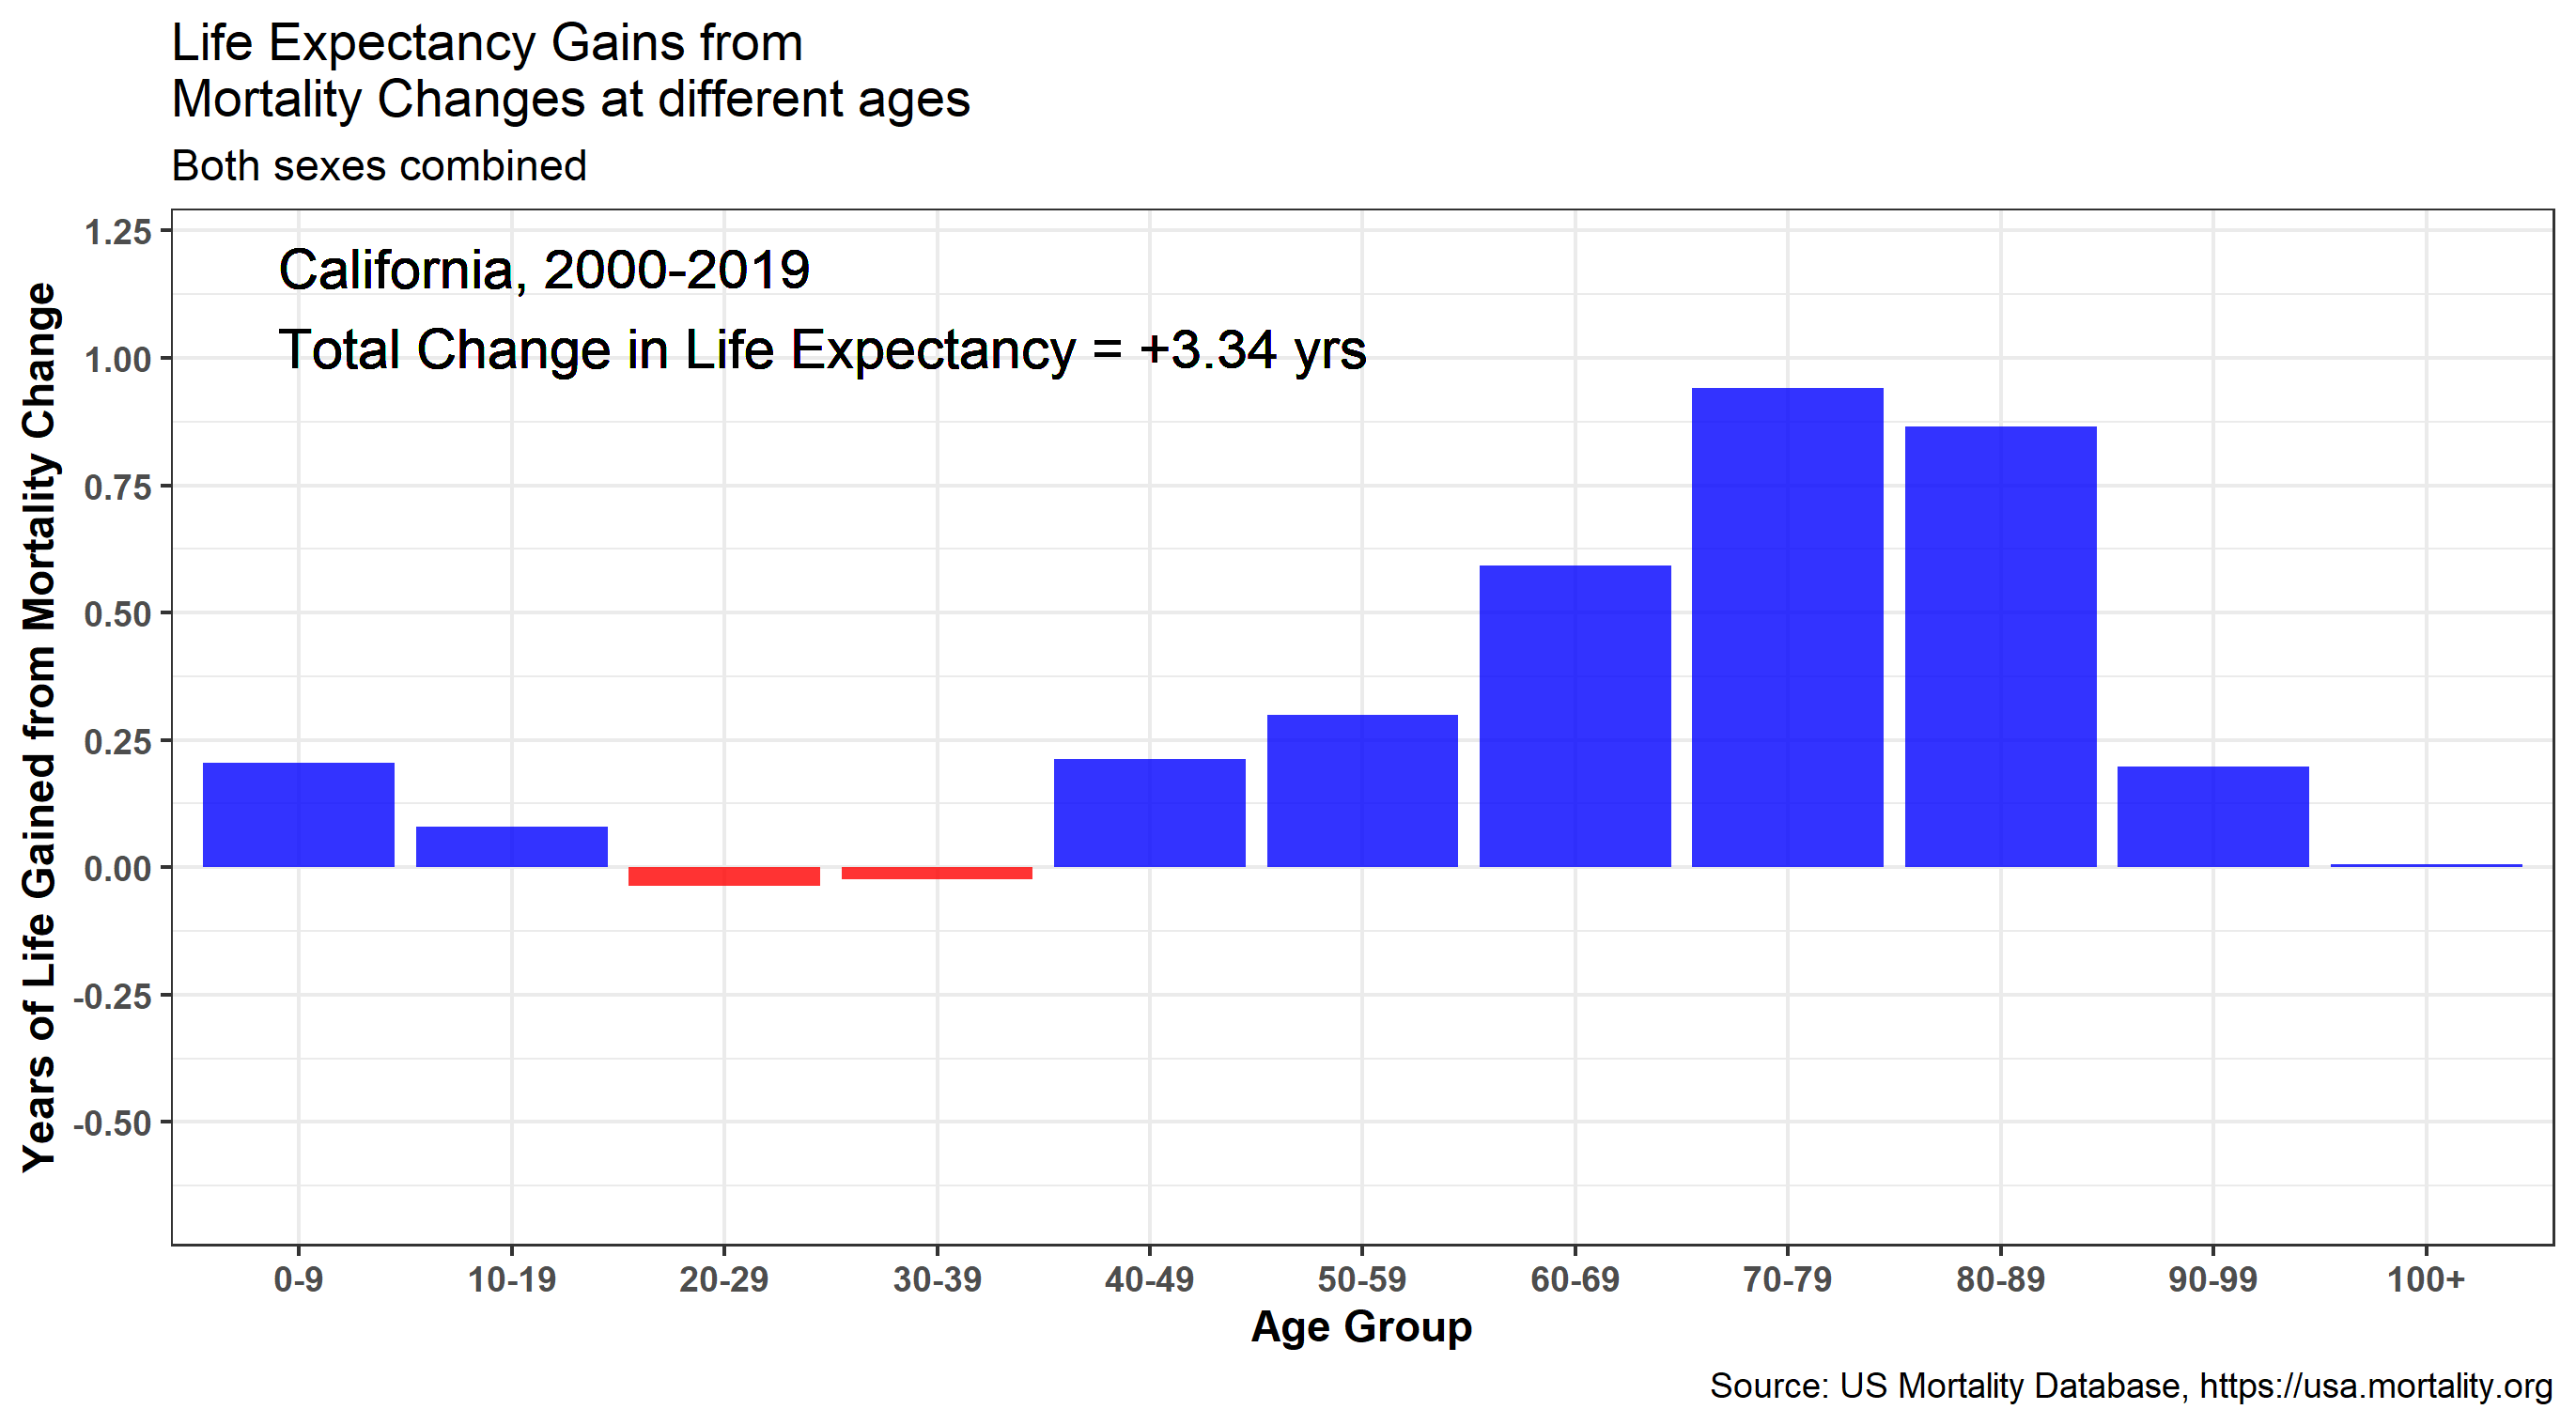 Life Expectancy Gains from
Mortality Changes at different ages
Both sexes combined
Years of Life Gained from Mortality Change
1.25
1.00
0.75
0.50
0.25
0.00
-0.25
-0.50
California, 2000-2019
Total Change in Life Expectancy = +3.34 yrs
0-9 10-19 20-29 30-39 40-49 50-59 60-69 70-79 80-89 90-99 100+
Age Group
Source: US Mortality Database, https://usa.mortality.org